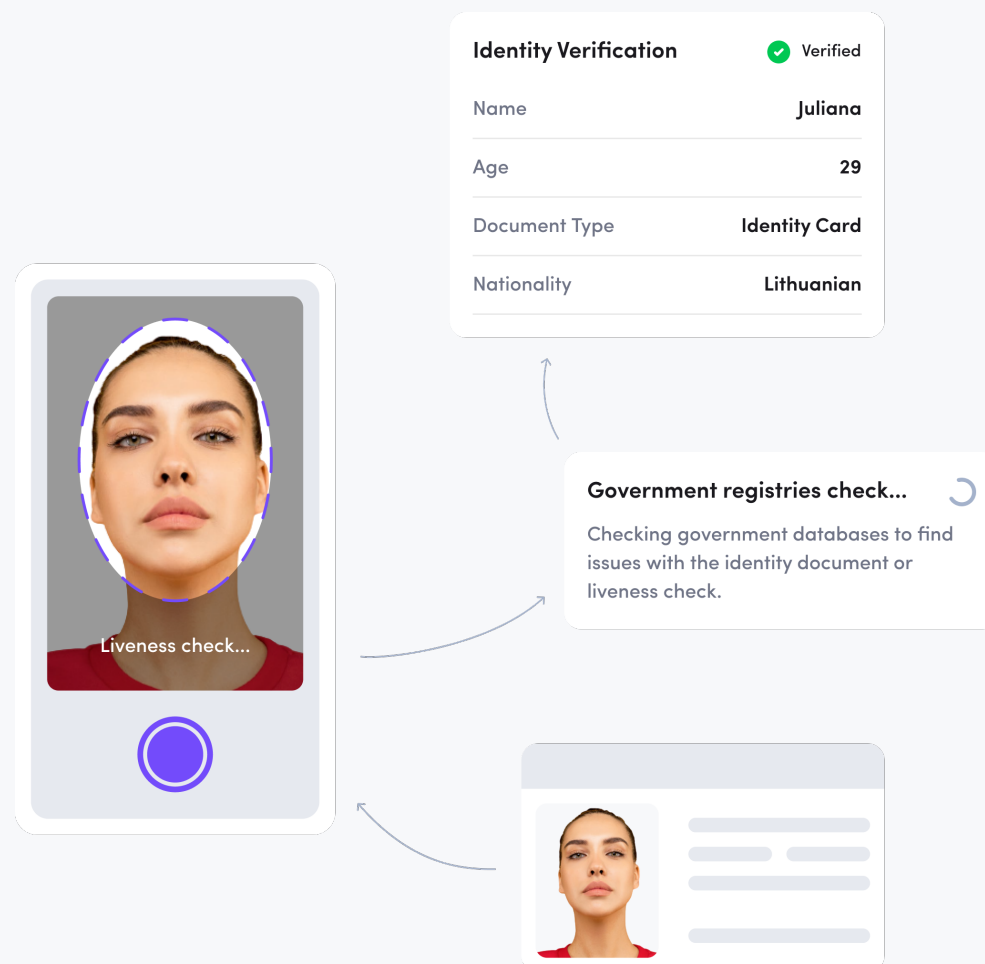 Identity Verification
Verified
Name
Juliana
Age
29
Document Type
Identity Card
Nationality
Lithuanian
Government registries check...
Checking government databases to find
issues with the identity document or
liveness check.
Liveness check...